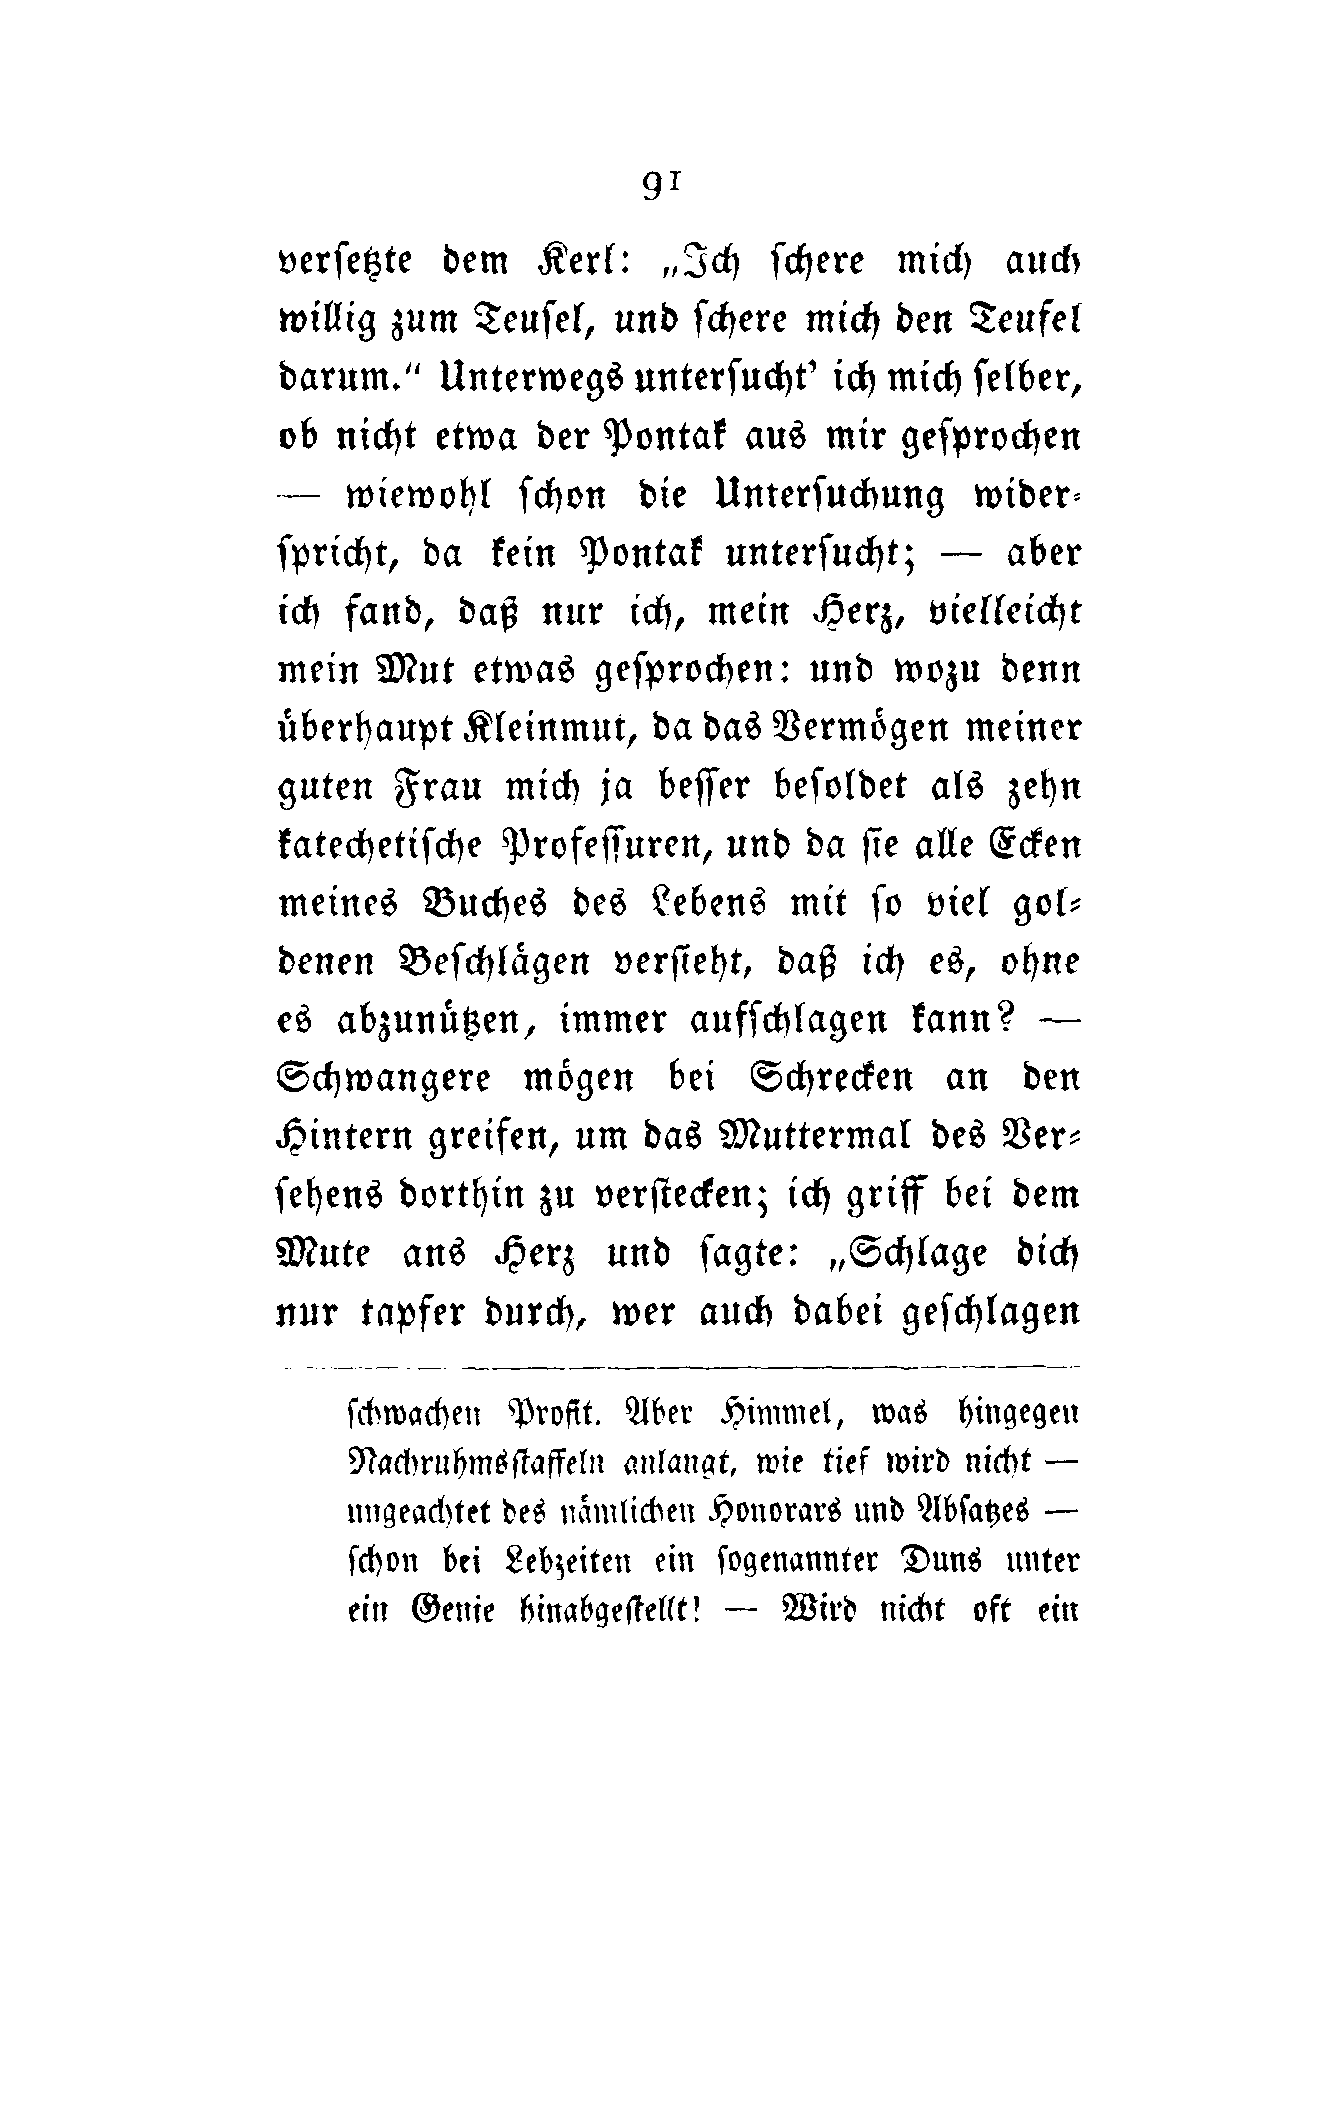 91
verſetzte dem Kerl: „Ich ſchere mich auch
willig zum Teufel, und ſchere mich den Teufel
darum." Unterwegs unterſucht’ ich mich ſelber,
ob nicht etwa der Pontak aus mir geſprochen
— wiewohl ſchon die Unterſuchung wider⸗
ſpricht, da kein Pontak unterſucht; — aber
ich fand, daß nur ich, mein Herz, vielleicht
mein Mut etwas geſprochen: und wozu denn
überhaupt Kleinmut, da das Vermögen meiner
guten Frau mich ja beſſer beſoldet als zehn
katechetiſche Profeſſuren, und da ſie alle Ecken
meines Buches des Lebens mit ſo viel gol⸗
denen Beſchlägen verſieht, daß ich es, ohne
es abzunützen, immer aufſchlagen kann? —
Schwangere mögen bei Schrecken an den
Hintern greifen, um das Muttermal des Ver⸗
ſehens dorthin zu verſtecken; ich griff bei dem
Mute ans Herz und ſagte: „Schlage dich
nur tapfer durch, wer auch dabei geſchlagen
ſchwachen Profit. Aber Himmel, was hingegen
Nachruhmsſtaffeln anlangt, wie tief wird nicht —
ungeachtet des nämlichen Honorars und Abſatzes —
ſchon bei Lebzeiten ein ſogenannter Duns unter
ein Genie hinabgeſtellt! — Wird nicht oft ein